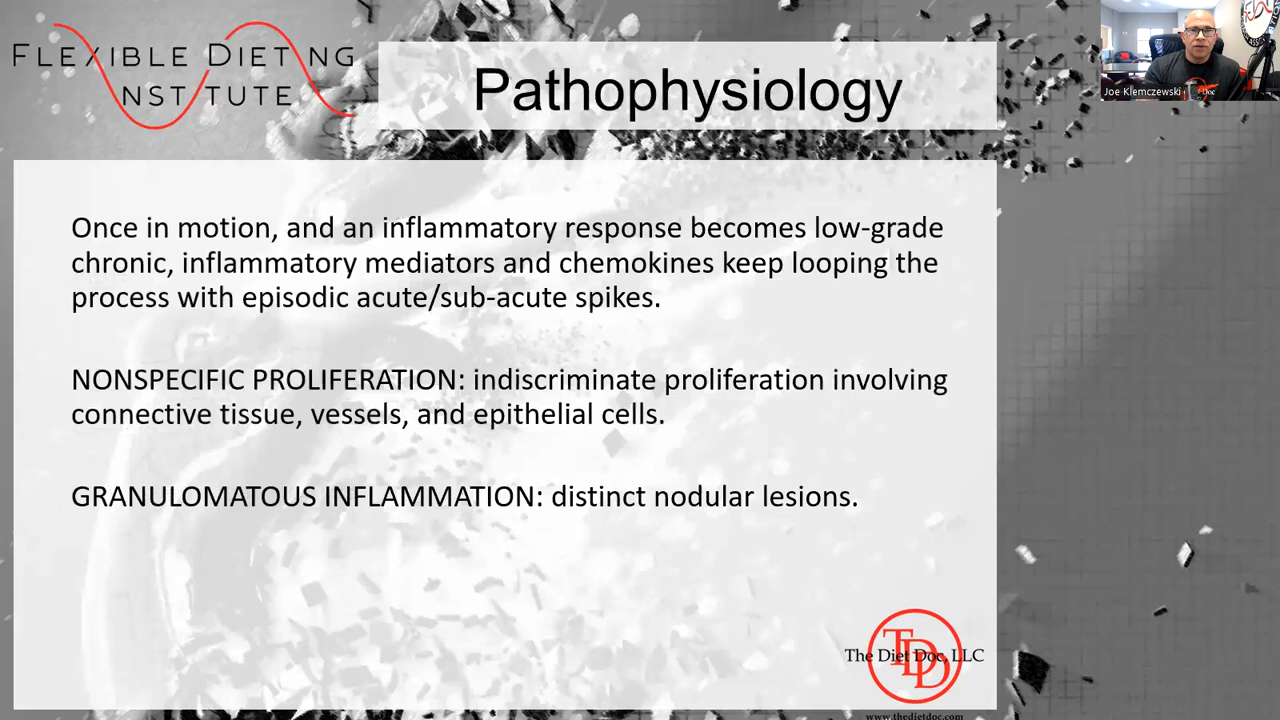 FLEXIBLE DIETING
INSTITUTE
Pathophysiology
Joe Klemczewski
Once in motion, and an inflammatory response becomes low-grade
chronic, inflammatory mediators and chemokines keep looping the
process with episodic acute/sub-acute spikes.
NONSPECIFIC PROLIFERATION: indiscriminate proliferation involving
connective tissue, vessels, and epithelial cells.
GRANULOMATOUS INFLAMMATION: distinct nodular lesions.
TDD
The Diet Doc, LLC
www.thedietdoc.com